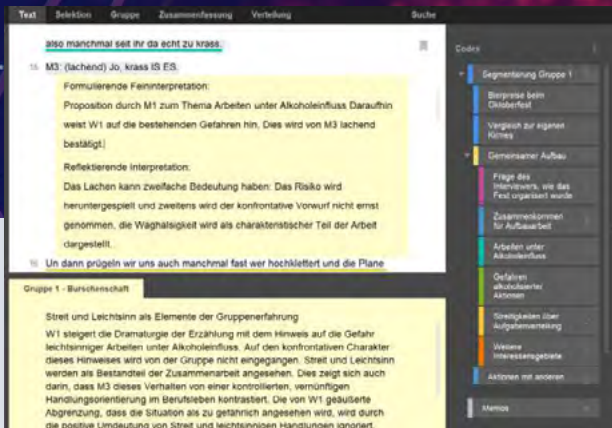 Text Selektion Gruppe Zusammenfassung Verteilung Suche
also manchmal seit ihr da echt zu krass.
15 M3: (lachend) Jo, krass IS ES.
Formulierende Feininterpretation:
Proposition durch M1 zum Thema Arbeiten unter Alkoholeinfluss Daraufhin
weist W1 auf die bestehenden Gefahren hin. Dies wird von M3 lachend
bestätigt.
Reflektierende Interpretation:
Das Lachen kann zweifache Bedeutung haben: Das Risiko wird
heruntergespielt und zweitens wird der konfrontative Vorwurf nicht ernst
genommen, die Waghalsigkeit wird als charakteristischer Teil der Arbeit
dargestellt.
16 Un dann prügeln wir uns auch manchmal fast wer hochklettert und die Plane
Gruppe 1 - Burschenschaft
Streit und Leichtsinn als Elemente der Gruppenerfahrung
W1 steigert die Dramaturgie der Erzählung mit dem Hinweis auf die Gefahr
leichtsinniger Arbeiten unter Alkoholeinfluss. Auf den konfrontativen Charakter
dieses Hinweises wird von der Gruppe nicht eingegangen. Streit und Leichtsinn
werden als Bestandteil der Zusammenarbeit angesehen. Dies zeigt sich auch
darin, dass M3 dieses Verhalten von einer kontrollierten, vernünftigen
Handlungsorientierung im Berufsleben kontrastiert. Die von W1 geäußerte
Abgrenzung, dass die Situation als zu gefährlich angesehen wird, wird durch
die positive Umdeutung von Streit und leichtsinnigen Handlungen ignoriert.
Codes
Segmentierung Gruppe 1
Bierpreise beim
Oktoberfest
Vergleich zur eigenen
Kirmes
Gemeinsamer Aufbau
Frage des
Interviewers, wie das
Fest organisiert wurde
Zusammenkommen
für Aufbauarbeit
Arbeiten unter
Alkoholeinfluss
Gefahren
alkoholisierter
Aktionen
Streitigkeiten über
Aufgabenverteilung
Weitere
Interessensgebiete
Aktionen mit anderen
Memos